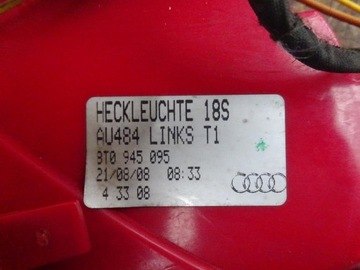 HECKLEUCHTE 18S
AU484 LINKS T1
8T0 945 095
21/08/08 08:33
4 33 08